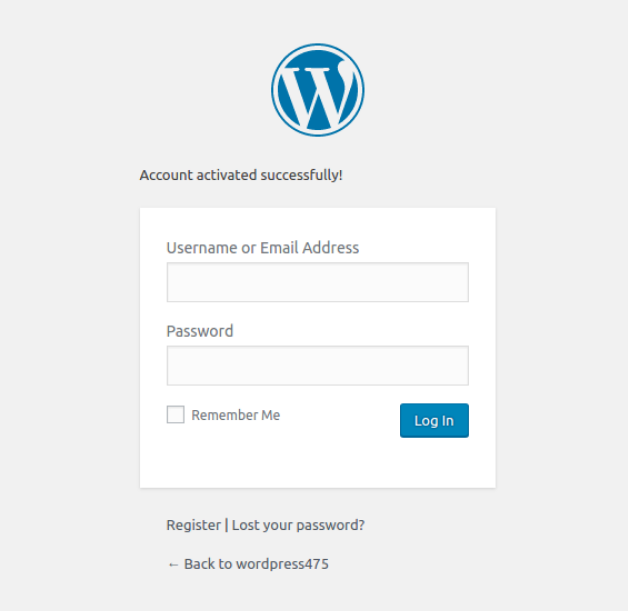 Account activated successfully!
Username or Email Address
Password
Remember Me
Log In
Register | Lost your password?
← Back to wordpress475